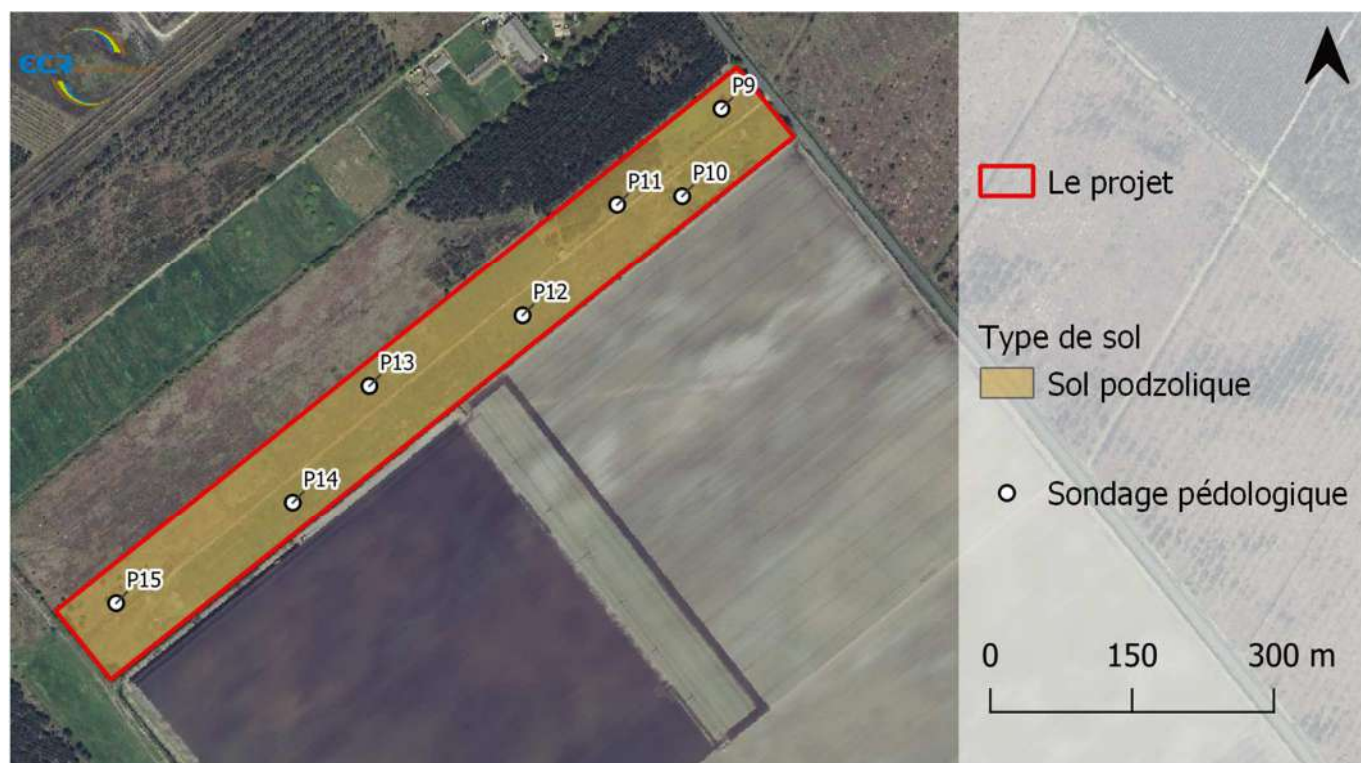 ECR
P9
P10
P11
P12
P13
P14
P15
Le projet
Type de sol
Sol podzolique
Sondage pédologique
0 150 300 m